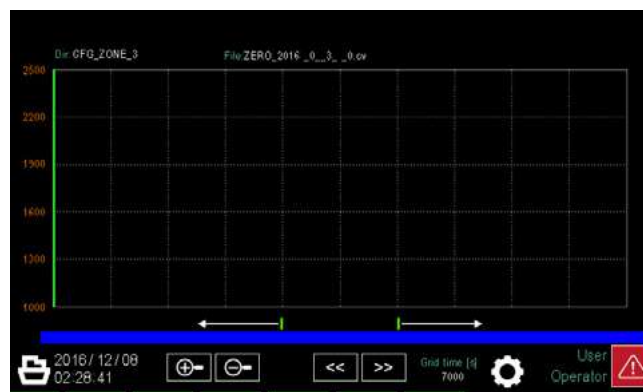 Dir: CFG_ZONE_3 File: ZERO_2016 _0__3_ _0.cv
2500
2200
1900
1600
1300
1000
2016/12/08
02:28:41
<< >>
Grid time [s]
7000
User
Operator